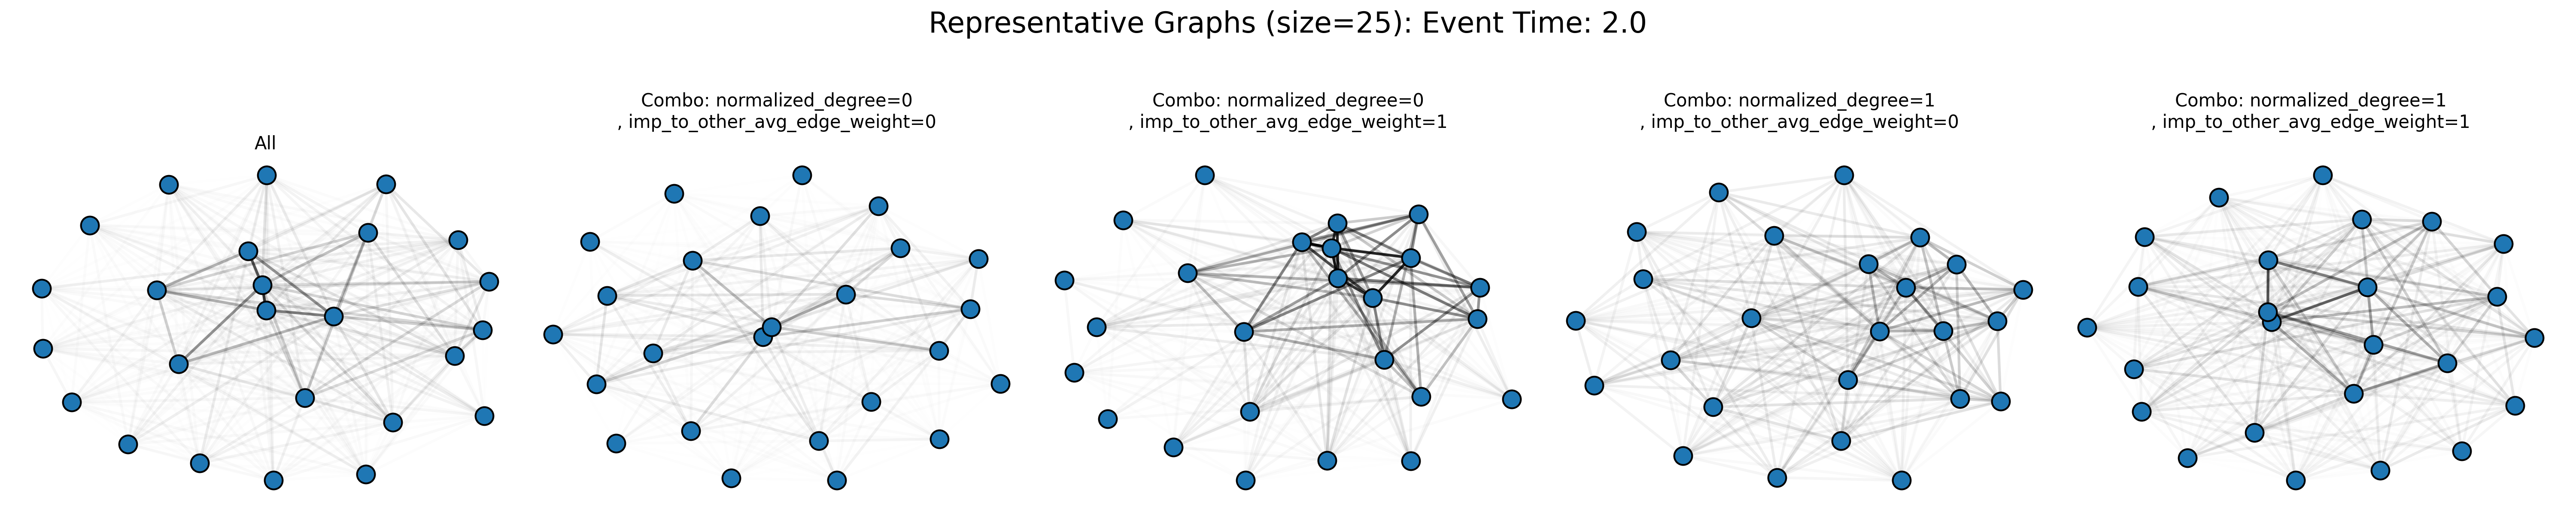 Representative Graphs (size=25): Event Time: 2.0
All
Combo: normalized_degree=0
, imp_to_other_avg_edge_weight=0
Combo: normalized_degree=0
, imp_to_other_avg_edge_weight=1
Combo: normalized_degree=1
, imp_to_other_avg_edge_weight=0
Combo: normalized_degree=1
, imp_to_other_avg_edge_weight=1